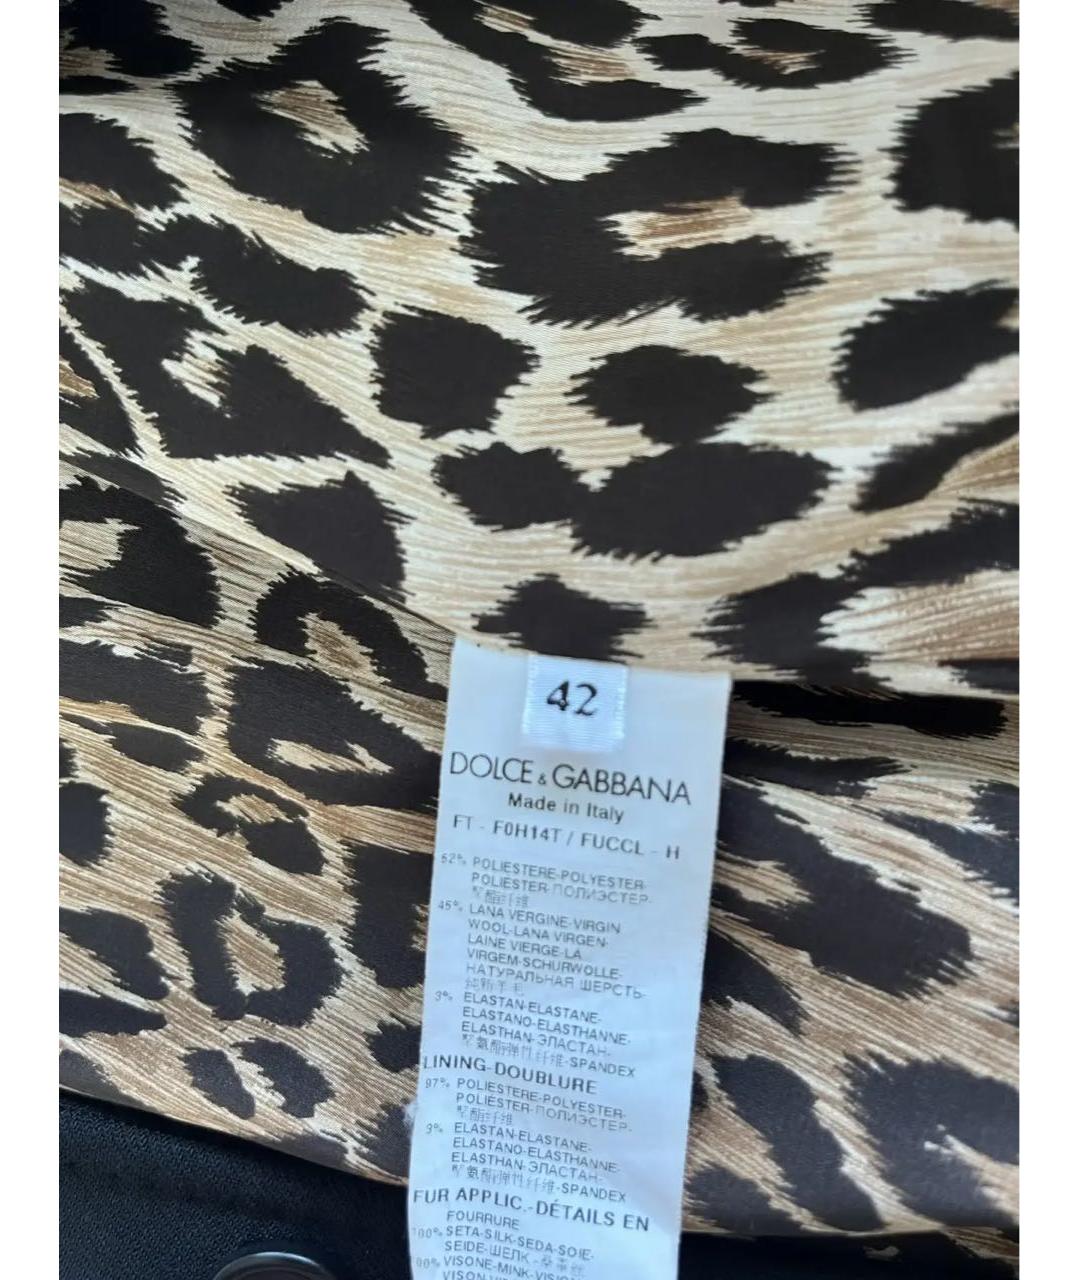 42
DOLCE & GABBANA
Made in Italy
FT - F0H14T / FUCCL - H
52% POLIESTERE-POLYESTER-
POLIESTER-ПОЛИЭСТЕР-
聚酯纤维
45% LANA VERGINE-VIRGIN
WOOL-LANA VIRGEN-
LAINE VIERGE-LA
VIRGEM-SCHURWOLLE-
НАТУРАЛЬНАЯ ШЕРСТЬ-
纯新羊毛
3% ELASTAN-ELASTANE-
ELASTANO-ELASTHANNE-
ELASTHAN-ЭЛАСТАН-
聚氨酯弹性纤维-SPANDEX
LINING-DOUBLURE
97% POLIESTERE-POLYESTER-
POLIESTER-ПОЛИЭСТЕР-
聚酯纤维
3% ELASTAN-ELASTANE-
ELASTANO-ELASTHANNE-
ELASTHAN-ЭЛАСТАН-
聚氨酯弹性纤维-SPANDEX
FUR APPLIC.-DÉTAILS EN
FOURRURE
100% SETA-SILK-SEDA-SOIE-
SEIDE-ШЕЛК-桑蚕丝
VISONE-MINK-VISION